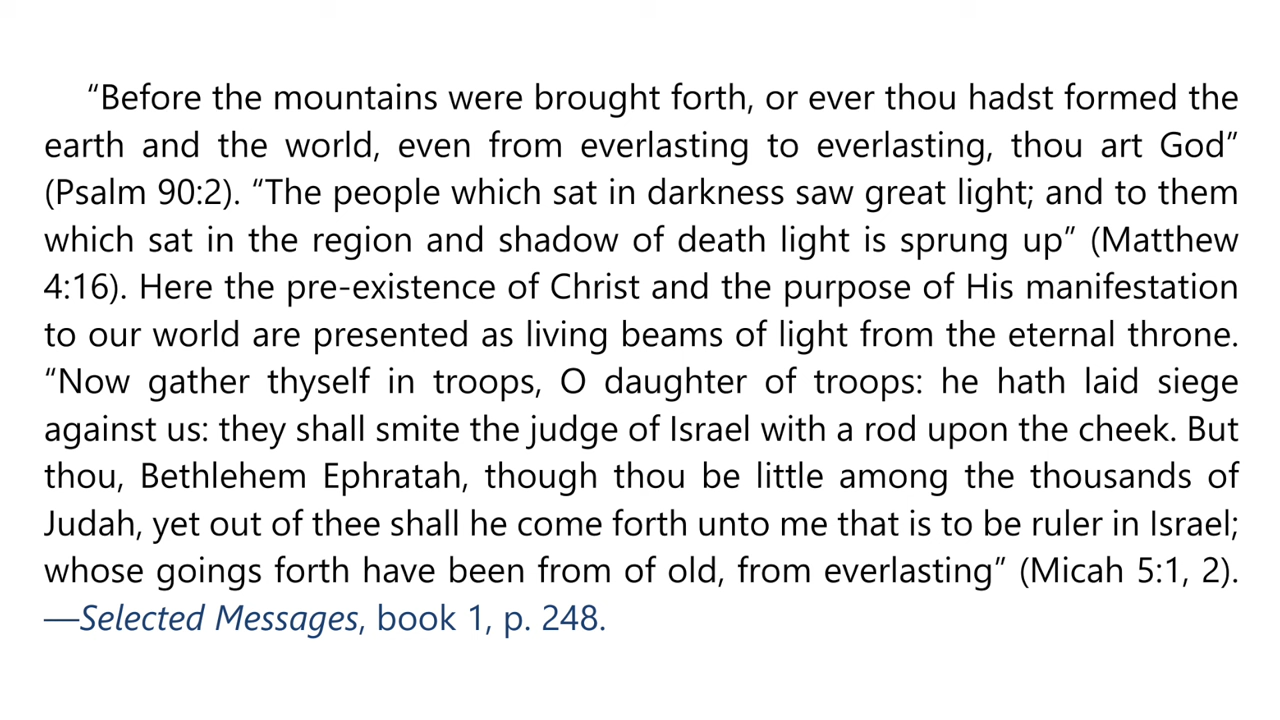 “Before the mountains were brought forth, or ever thou hadst formed the
earth and the world, even from everlasting to everlasting, thou art God”
(Psalm 90:2). “The people which sat in darkness saw great light; and to them
which sat in the region and shadow of death light is sprung up” (Matthew
4:16). Here the pre-existence of Christ and the purpose of His manifestation
to our world are presented as living beams of light from the eternal throne.
“Now gather thyself in troops, O daughter of troops: he hath laid siege
against us: they shall smite the judge of Israel with a rod upon the cheek. But
thou, Bethlehem Ephratah, though thou be little among the thousands of
Judah, yet out of thee shall he come forth unto me that is to be ruler in Israel;
whose goings forth have been from of old, from everlasting” (Micah 5:1, 2).
—Selected Messages, book 1, p. 248.